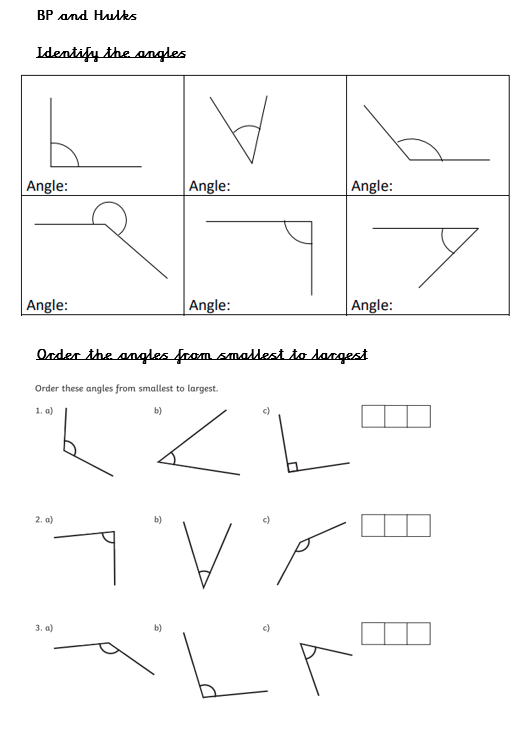 BP and Hulks
Identify the angles
Angle: Angle: Angle:
Angle: Angle: Angle:
Order the angles from smallest to largest
Order these angles from smallest to largest.
1. a) b) c)
2. a) b) c)
3. a) b) c)